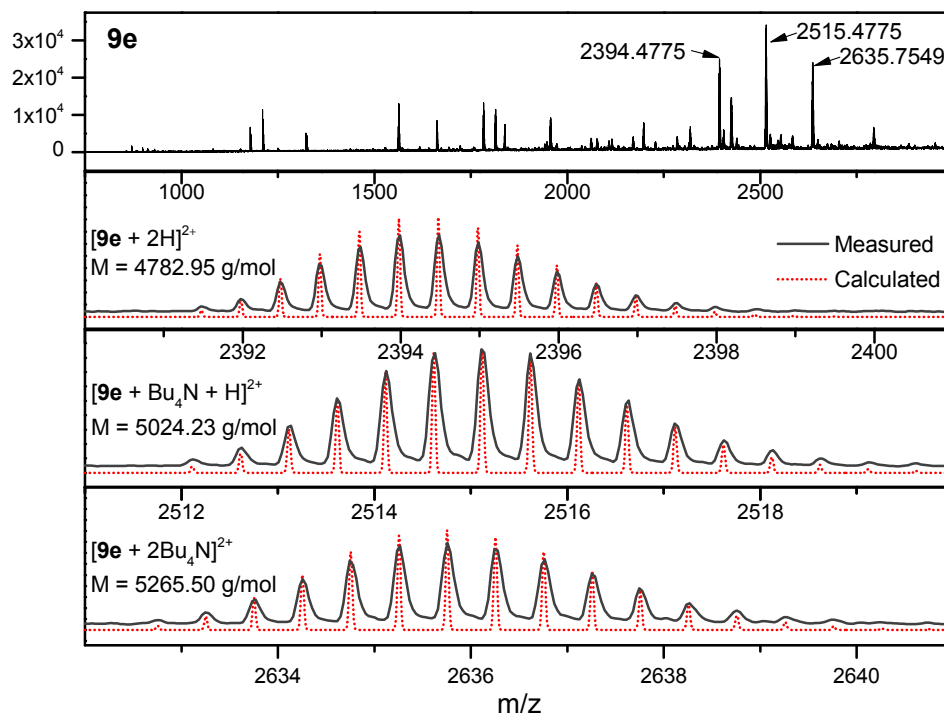 9e
2515.4775
2394.4775
2635.7549
3x10⁴
2x10⁴
1x10⁴
0
1000 1500 2000 2500
[9e + 2H]²⁺
M = 4782.95 g/mol
Measured
Calculated
2392 2394 2396 2398 2400
[9e + Bu₄N + H]²⁺
M = 5024.23 g/mol
2512 2514 2516 2518
[9e + 2Bu₄N]²⁺
M = 5265.50 g/mol
2634 2636 2638 2640
m/z